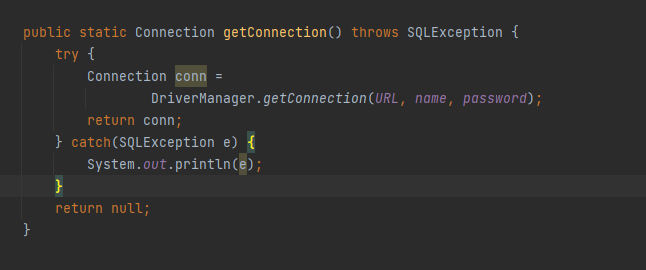 public static Connection getConnection() throws SQLException {
try {
Connection conn =
DriverManager.getConnection(URL, name, password);
return conn;
} catch(SQLException e) {
System.out.println(e);
}
return null;
}